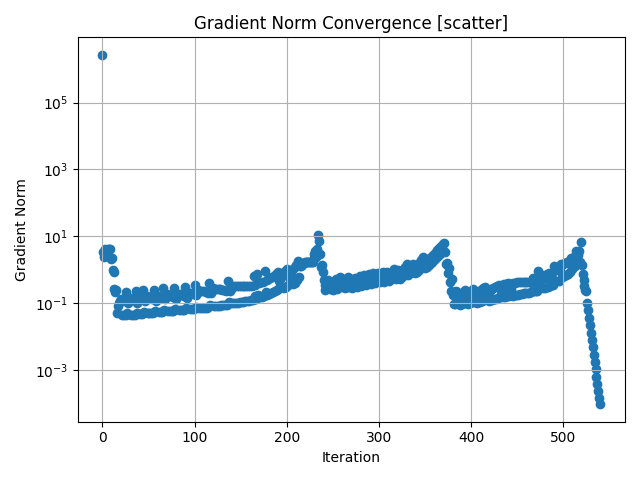 Gradient Norm Convergence [scatter]
Gradient Norm
10^5
10^3
10^1
10^-1
10^-3
0 100 200 300 400 500
Iteration